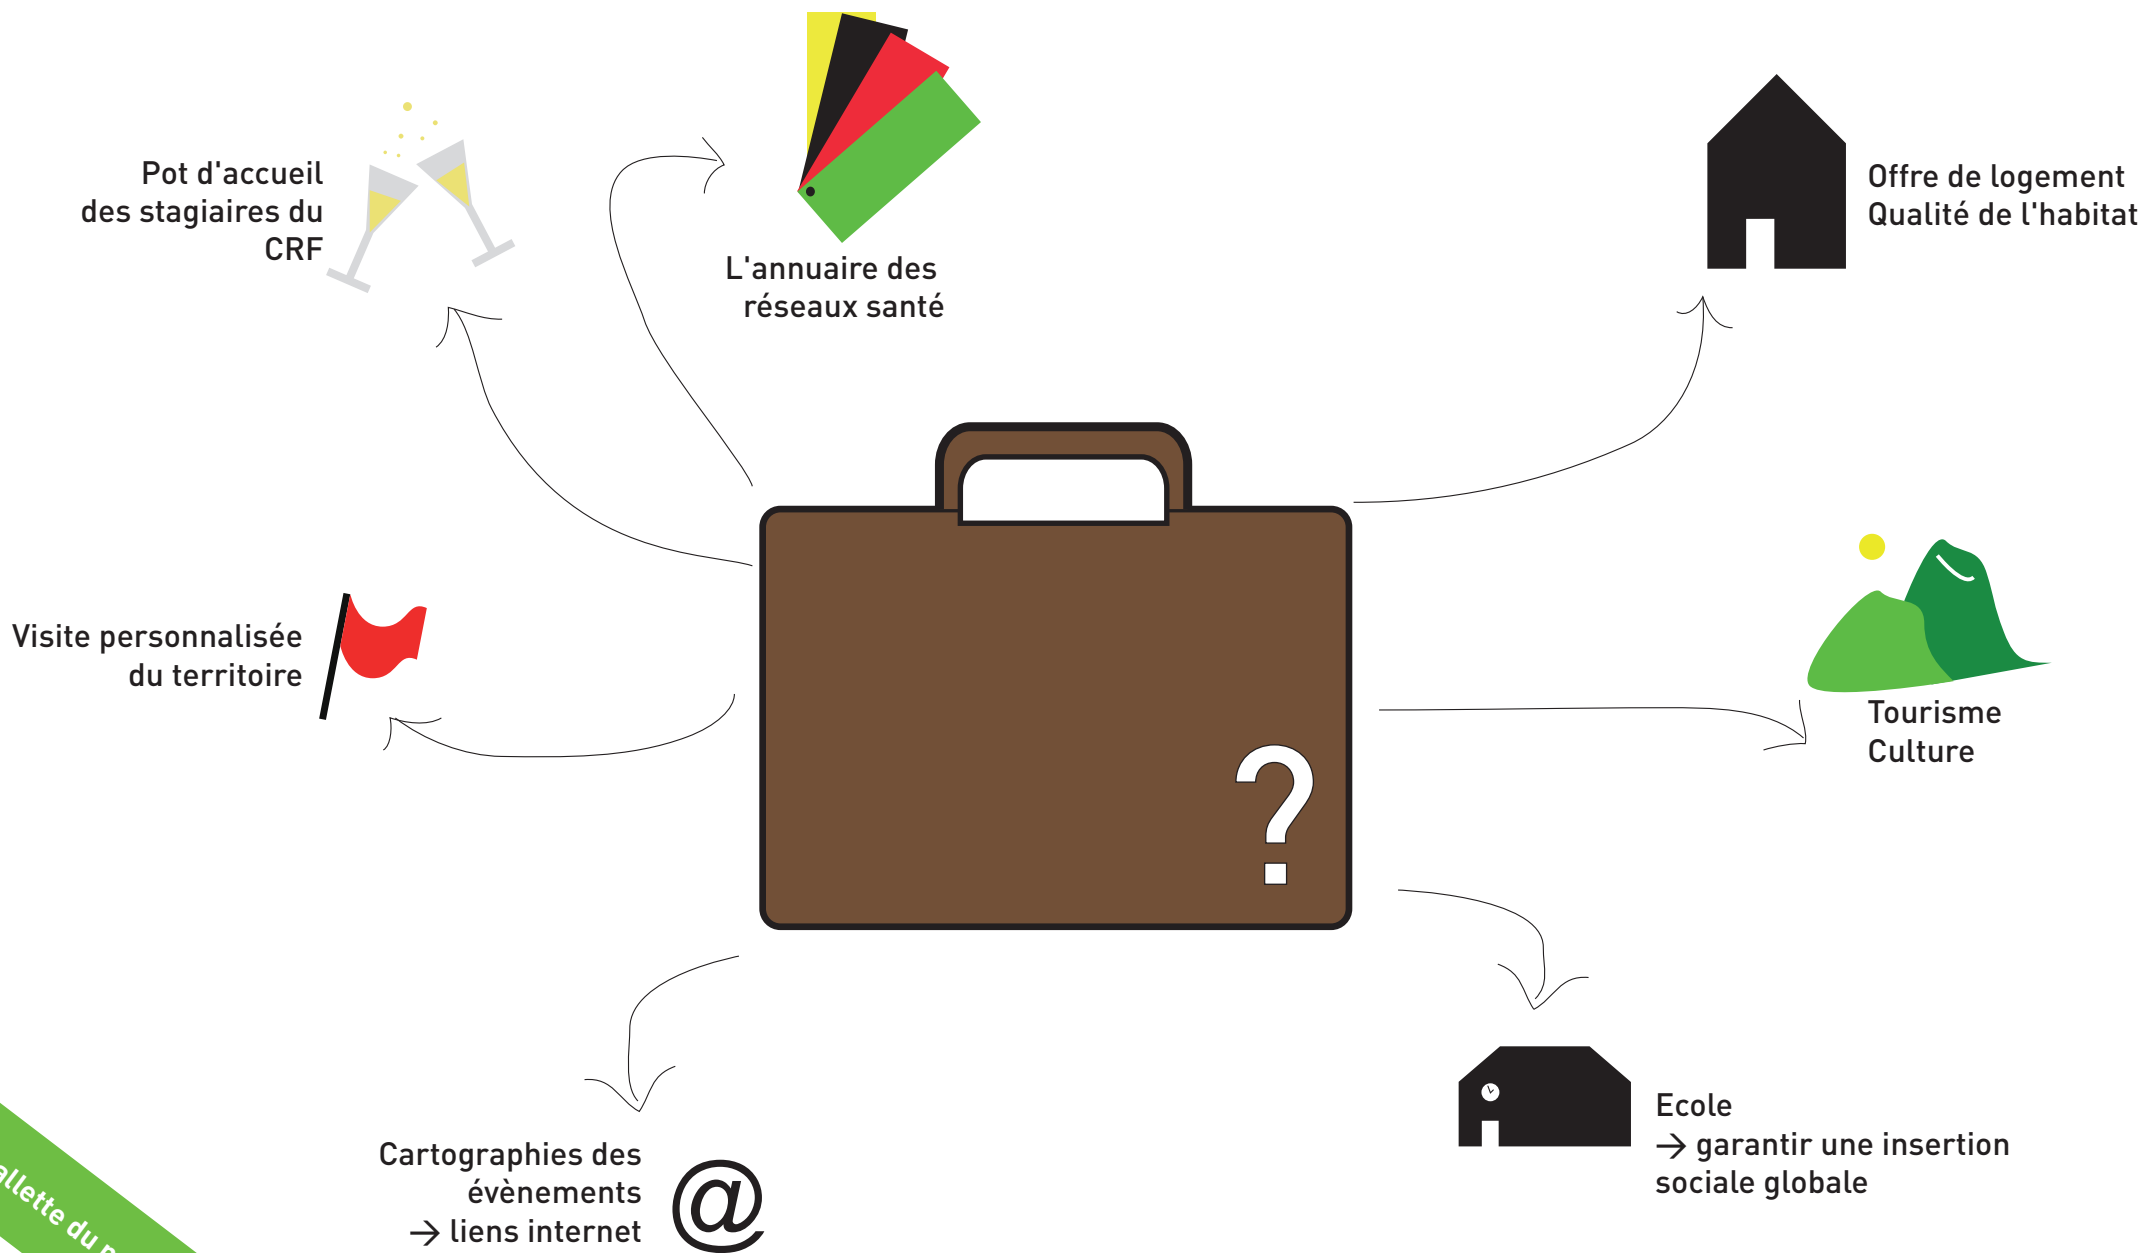 Pot d'accueil
des stagiaires du
CRF
L'annuaire des
réseaux santé
Offre de logement
Qualité de l'habitat
Visite personnalisée
du territoire
Tourisme
Culture
?
Ecole
→ garantir une insertion
sociale globale
Cartographies des
évènements
→ liens internet
@
du